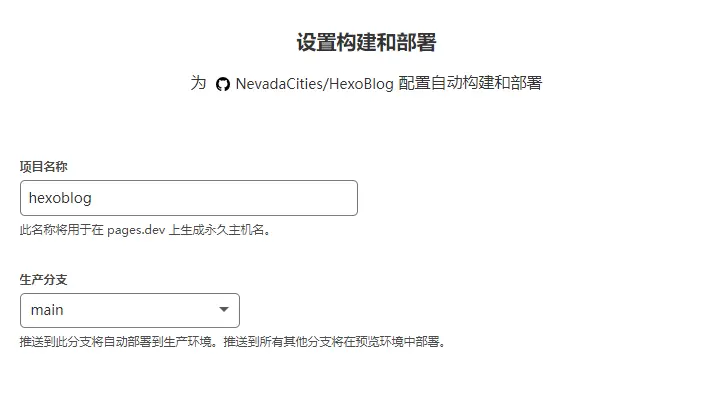 设置构建和部署
为 NevadaCities/HexoBlog 配置自动构建和部署
项目名称
hexoblog
此名称将用于在 pages.dev 上生成永久主机名。
生产分支
main
推送到此分支将自动部署到生产环境。推送到所有其他分支将在预览环境中部署。